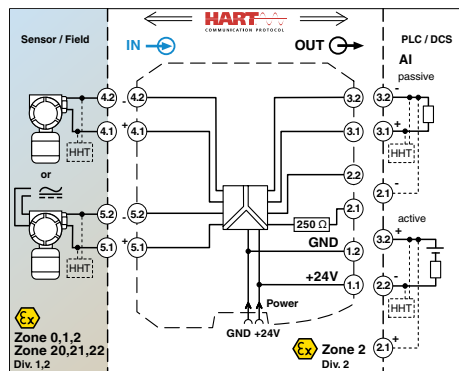 HART
COMMUNICATION PROTOCOL
Sensor / Field
IN
OUT
PLC / DCS
AI
passive
4.2 - 4.2
3.2
3.2 -
4.1 + 4.1
3.1
3.1 +
HHT
HHT
2.2
2.1 -
or
5.2 - 5.2
250 Ω
2.1
active
5.1 + 5.1
GND
1.2
3.2 +
HHT
+24V
1.1
2.2 -
HHT
Power
GND +24V
2.1 +
Ex
Zone 0,1,2
Zone 20,21,22
Div. 1,2
Ex Zone 2
Div. 2